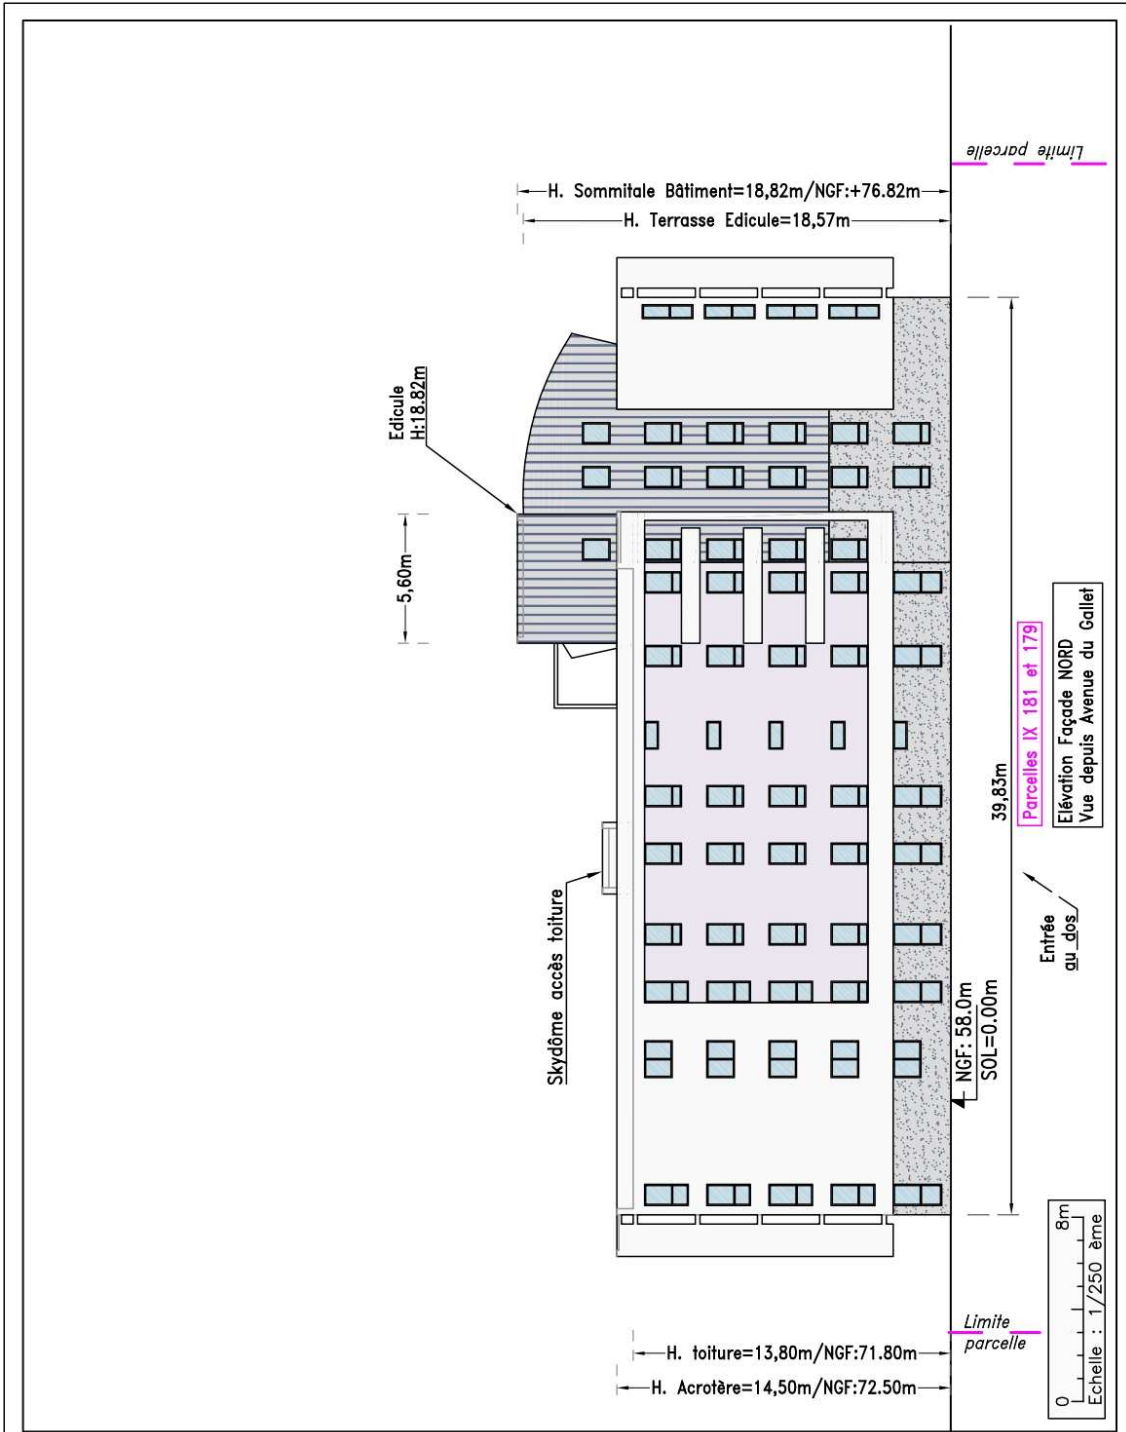 Limite parcelle
H. Sommitale Bâtiment=18,82m/NGF:+76.82m
H. Terrasse Edicule=18,57m
Edicule
H:18.82m
5,60m
Skydôme accès toiture
39,83m
Parcelles IX 181 et 179
Elévation Façade NORD
Vue depuis Avenue du Gallet
Entrée
au dos
NGF: 58.0m
SOL=0.00m
Limite
parcelle
H. toiture=13,80m/NGF:71.80m
H. Acrotère=14,50m/NGF:72.50m
0 8m
Echelle : 1/250 ème